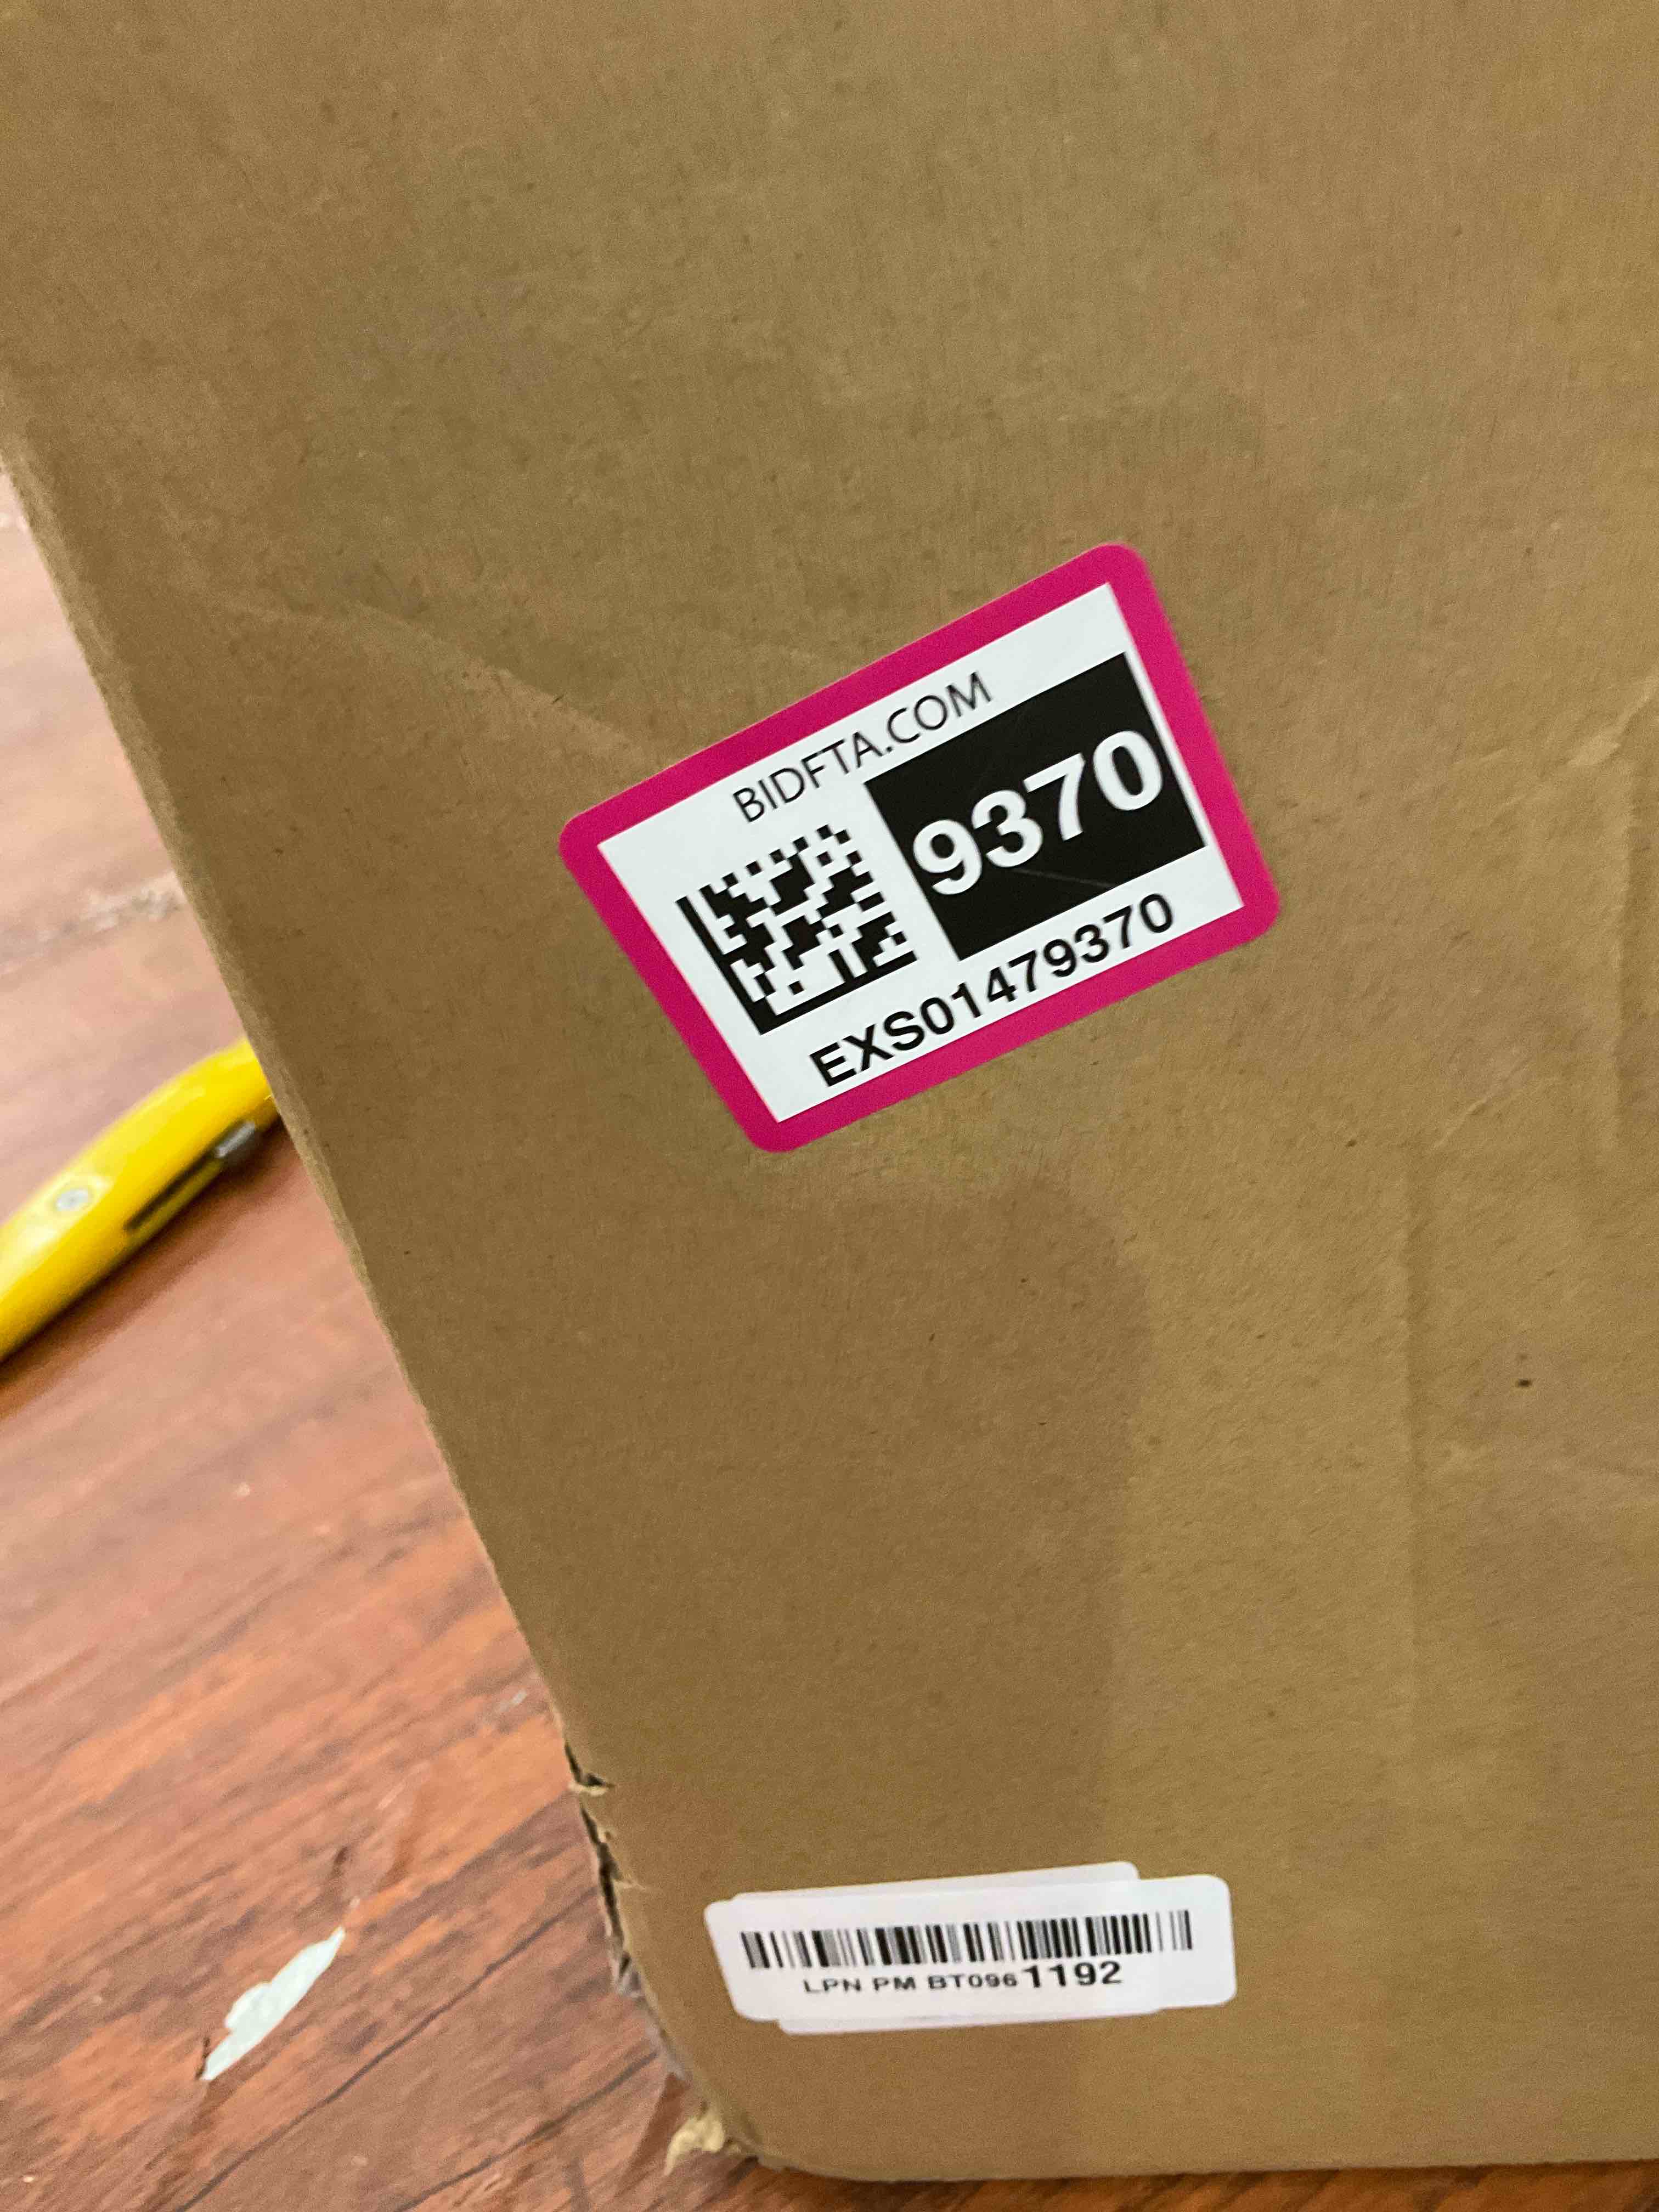 BIDFTA.COM
9370
EXS01479370
LPN PM BT0961192